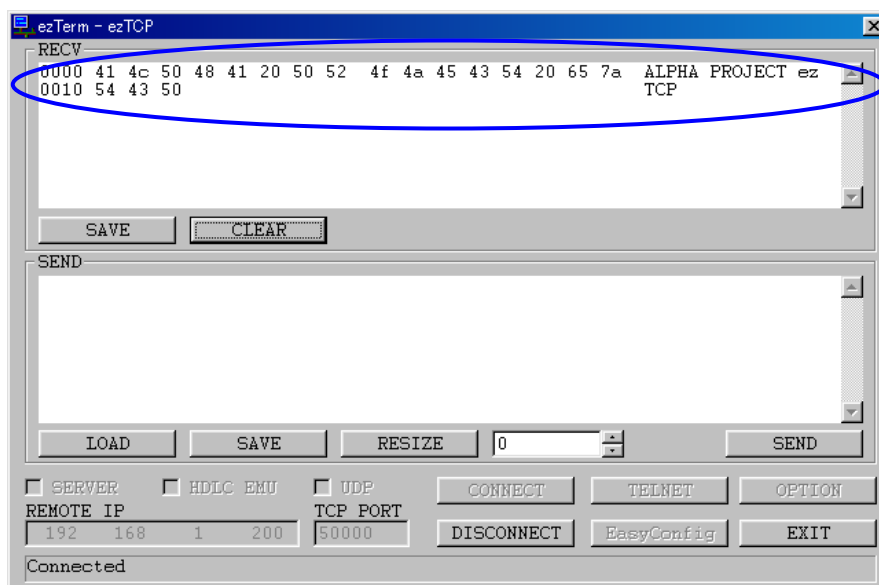 ezTerm - ezTCP
RECV
0000 41 4c 50 48 41 20 50 52 4f 4a 45 43 54 20 65 7a ALPHA PROJECT ez
0010 54 43 50 TCP
SAVE CLEAR
SEND
LOAD SAVE RESIZE 0 SEND
SERVER HDLC EMU UDP CONNECT TELNET OPTION
REMOTE IP TCP PORT
192 168 1 200 50000 DISCONNECT EasyConfig EXIT
Connected